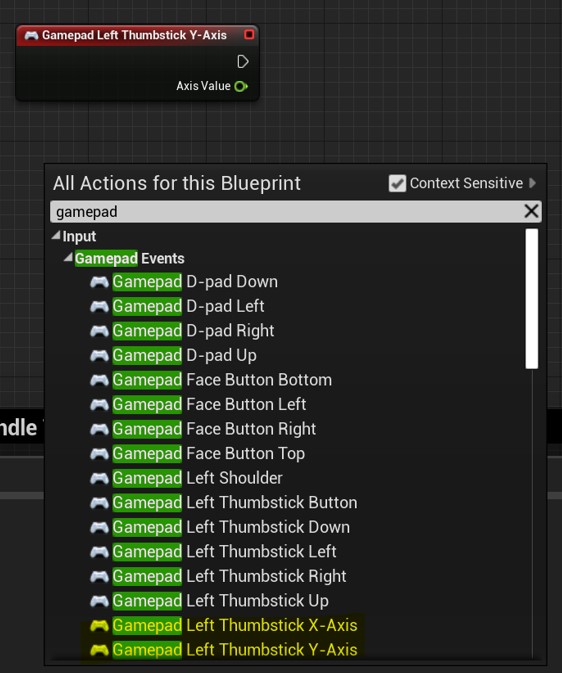 Gamepad Left Thumbstick Y-Axis
Axis Value
All Actions for this Blueprint
Context Sensitive
gamepad
Input
Gamepad Events
Gamepad D-pad Down
Gamepad D-pad Left
Gamepad D-pad Right
Gamepad D-pad Up
Gamepad Face Button Bottom
Gamepad Face Button Left
Gamepad Face Button Right
Gamepad Face Button Top
ndle
Gamepad Left Shoulder
Gamepad Left Thumbstick Button
Gamepad Left Thumbstick Down
Gamepad Left Thumbstick Left
Gamepad Left Thumbstick Right
Gamepad Left Thumbstick Up
Gamepad Left Thumbstick X-Axis
Gamepad Left Thumbstick Y-Axis